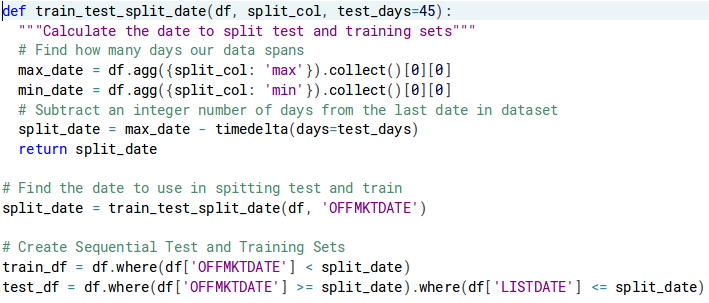 def train_test_split_date(df, split_col, test_days=45):
  """Calculate the date to split test and training sets"""
  # Find how many days our data spans
  max_date = df.agg({split_col: 'max'}).collect()[0][0]
  min_date = df.agg({split_col: 'min'}).collect()[0][0]
  # Subtract an integer number of days from the last date in dataset
  split_date = max_date - timedelta(days=test_days)
  return split_date

# Find the date to use in spitting test and train
split_date = train_test_split_date(df, 'OFFMKTDATE')

# Create Sequential Test and Training Sets
train_df = df.where(df['OFFMKTDATE'] < split_date)
test_df = df.where(df['OFFMKTDATE'] >= split_date).where(df['LISTDATE'] <= split_date)